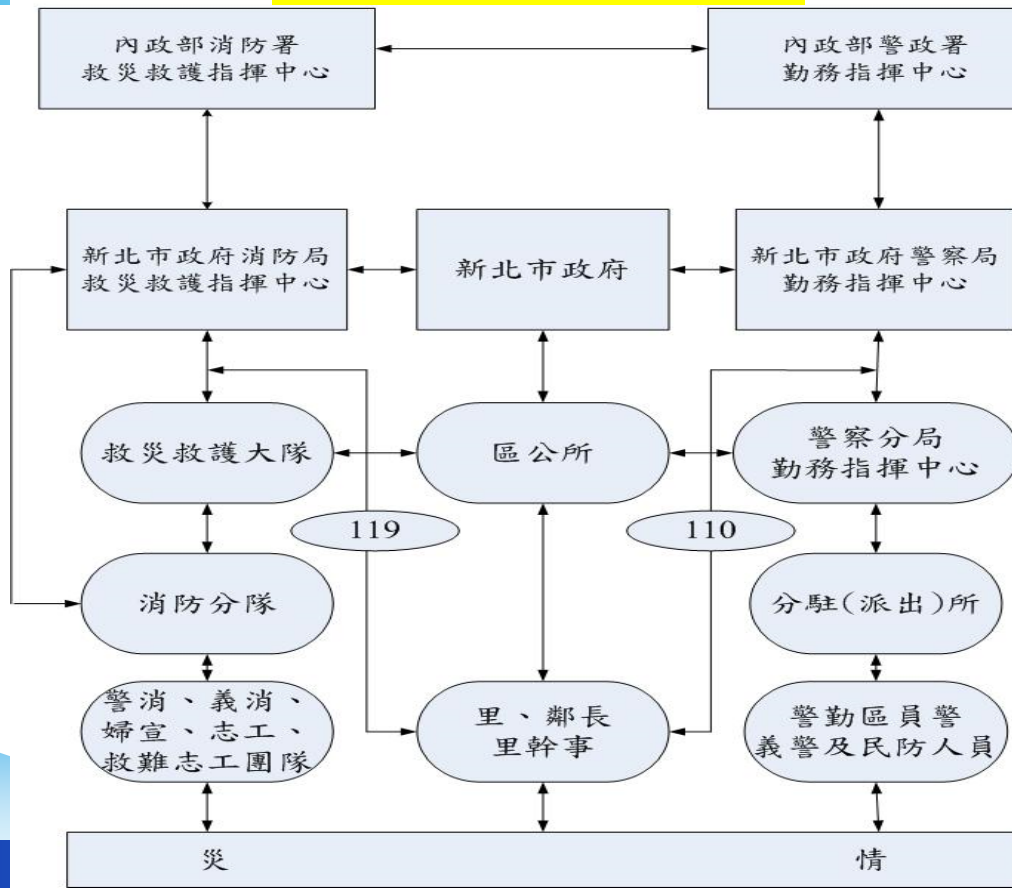 內政部消防署
救災救護指揮中心
內政部警政署
勤務指揮中心
新北市政府消防局
救災救護指揮中心
新北市政府
新北市政府警察局
勤務指揮中心
救災救護大隊
區公所
警察分局
勤務指揮中心
119
110
消防分隊
分駐(派出)所
警消、義消、
婦宣、志工、
救難志工團隊
里、鄰長
里幹事
警勤區員警
義警及民防人員
災 情